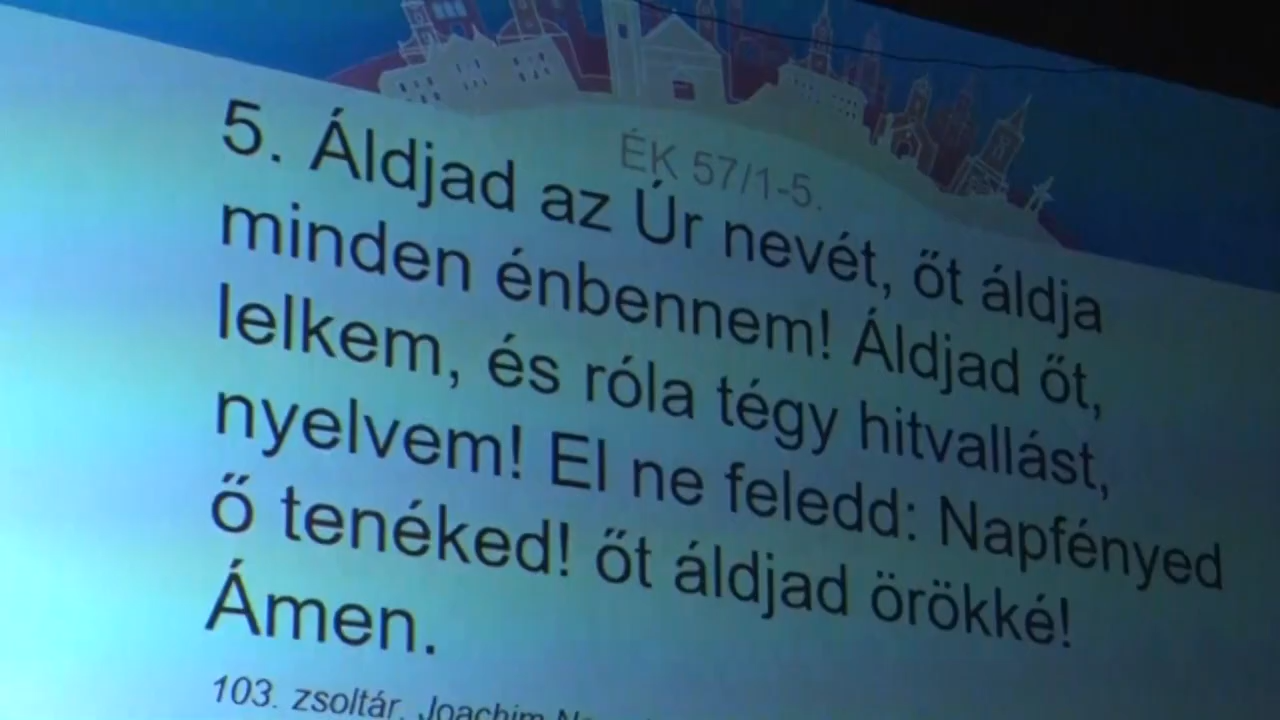 ÉK 57/1-5.
5. Áldjad az Úr nevét, őt áldja
minden énbennem! Áldjad őt,
lelkem, és róla tégy hitvallást,
nyelvem! El ne feledd: Napfényed
ő tenéked! őt áldjad örökké!
Ámen.
103. zsoltár, Joachim